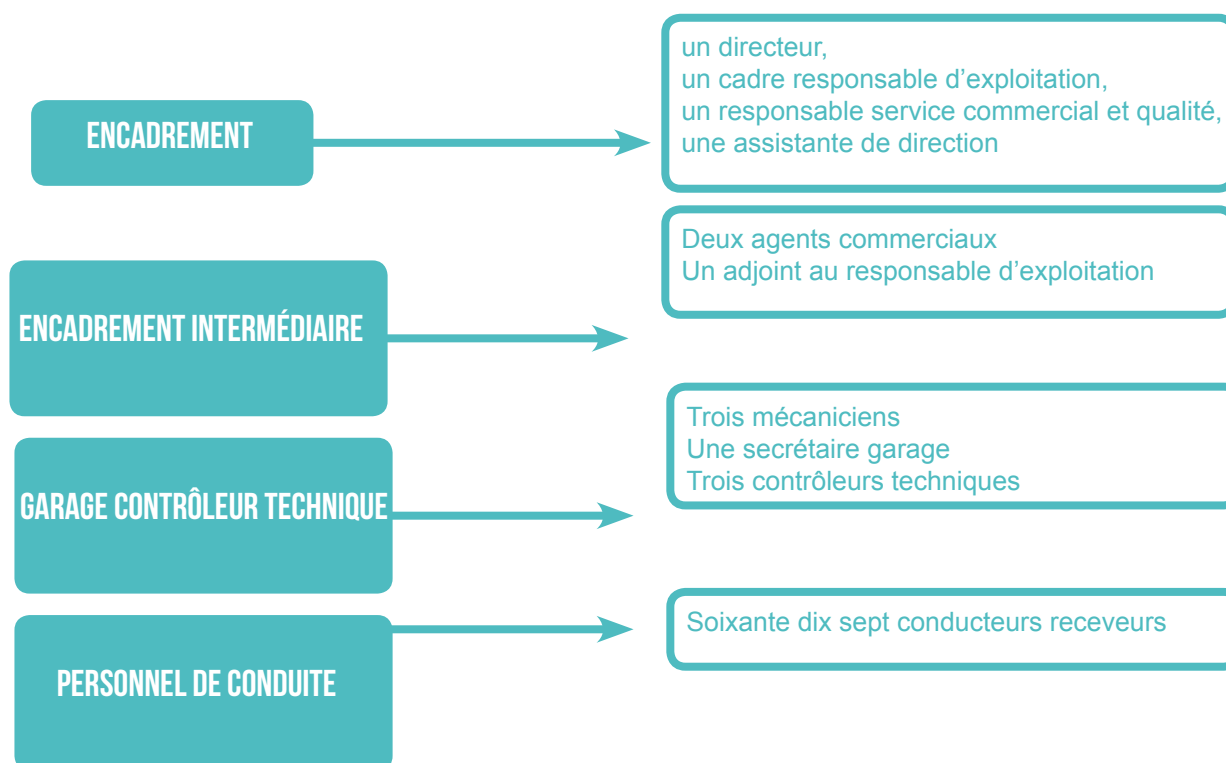 ENCADREMENT
un directeur,
un cadre responsable d’exploitation,
un responsable service commercial et qualité,
une assistante de direction
ENCADREMENT INTERMÉDIAIRE
Deux agents commerciaux
Un adjoint au responsable d’exploitation
GARAGE CONTRÔLEUR TECHNIQUE
Trois mécaniciens
Une secrétaire garage
Trois contrôleurs techniques
PERSONNEL DE CONDUITE
Soixante dix sept conducteurs receveurs